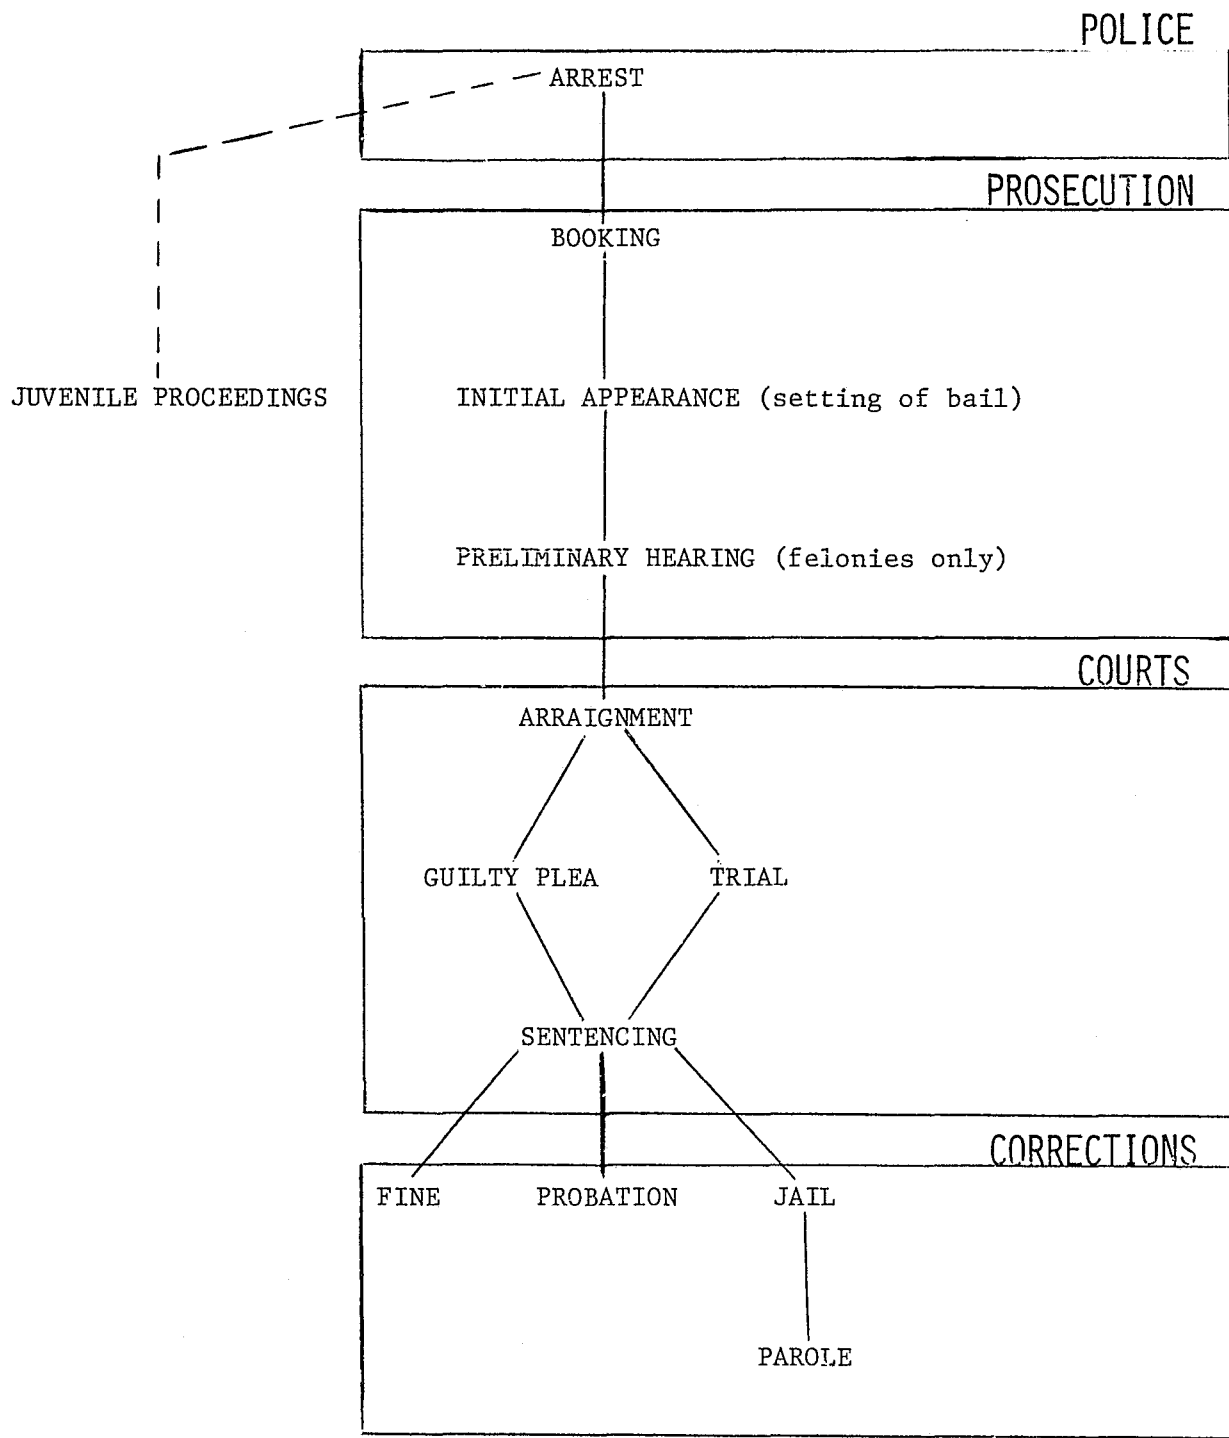 POLICE
ARREST
PROSECUTION
BOOKING
JUVENILE PROCEEDINGS
INITIAL APPEARANCE (setting of bail)
PRELIMINARY HEARING (felonies only)
COURTS
ARRAIGNMENT
GUILTY PLEA
TRIAL
SENTENCING
CORRECTIONS
FINE
PROBATION
JAIL
PAROLE